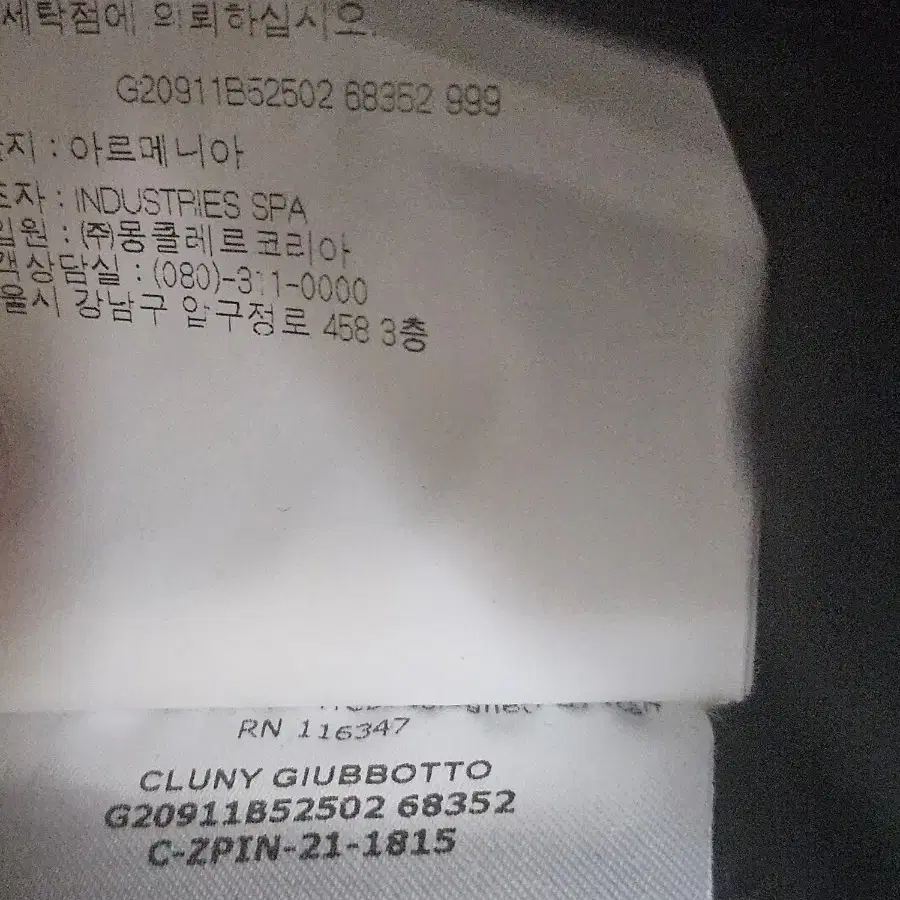 세탁점에 의뢰하십시오.
G20911B52502 68352 999
지 : 아르메니아
자 : INDUSTRIES SPA
입원 : (주)몽클레르코리아
객상담실 : (080)-311-0000
울시 강남구 압구정로 458 3층
RN 116347
CLUNY GIUBBOTTO
G20911B52502 68352
C-ZPIN-21-1815